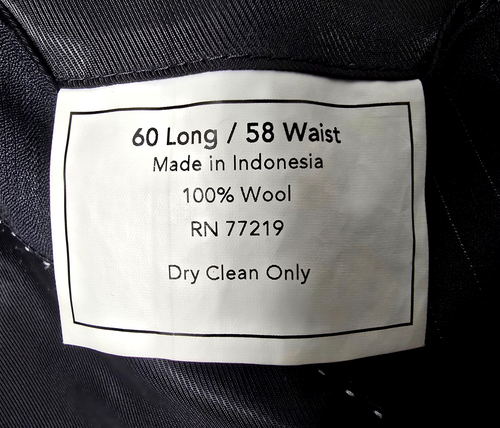 60 Long / 58 Waist
Made in Indonesia
100% Wool
RN 77219
Dry Clean Only